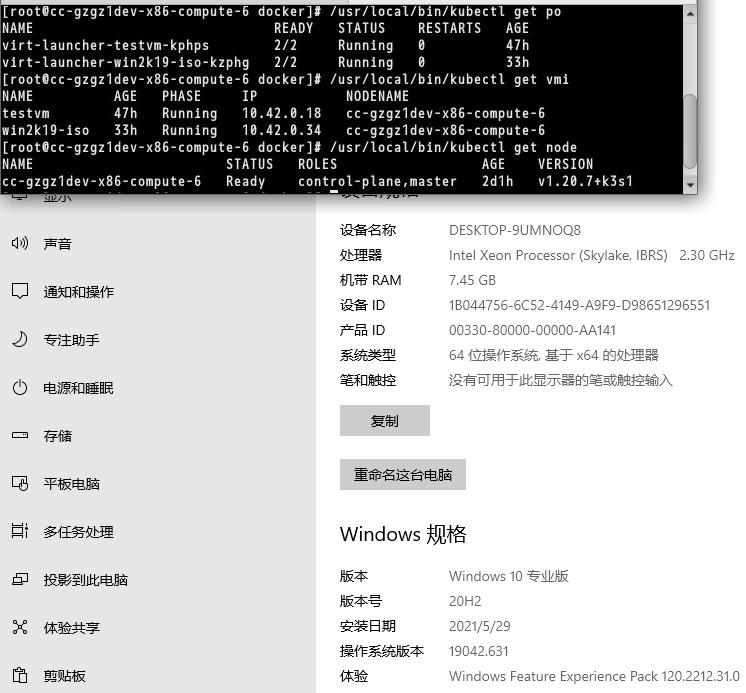 [root@cc-gzgz1dev-x86-compute-6 docker]# /usr/local/bin/kubectl get po
NAME READY STATUS RESTARTS AGE
virt-launcher-testvm-kphps 2/2 Running 0 47h
virt-launcher-win2k19-iso-kzphg 2/2 Running 0 33h
[root@cc-gzgz1dev-x86-compute-6 docker]# /usr/local/bin/kubectl get vmi
NAME AGE PHASE IP NODENAME
testvm 47h Running 10.42.0.18 cc-gzgz1dev-x86-compute-6
win2k19-iso 33h Running 10.42.0.34 cc-gzgz1dev-x86-compute-6
[root@cc-gzgz1dev-x86-compute-6 docker]# /usr/local/bin/kubectl get node
NAME STATUS ROLES AGE VERSION
cc-gzgz1dev-x86-compute-6 Ready control-plane,master 2d1h v1.20.7+k3s1
显示
声音
通知和操作
专注助手
电源和睡眠
存储
平板电脑
多任务处理
投影到此电脑
体验共享
剪贴板
设备名称 DESKTOP-9UMNOQ8
处理器 Intel Xeon Processor (Skylake, IBRS) 2.30 GHz
机带 RAM 7.45 GB
设备 ID 1B044756-6C52-4149-A9F9-D98651296551
产品 ID 00330-80000-00000-AA141
系统类型 64 位操作系统, 基于 x64 的处理器
笔和触控 没有可用于此显示器的笔或触控输入
复制
重命名这台电脑
Windows 规格
版本 Windows 10 专业版
版本号 20H2
安装日期 2021/5/29
操作系统版本 19042.631
体验 Windows Feature Experience Pack 120.2212.31.0